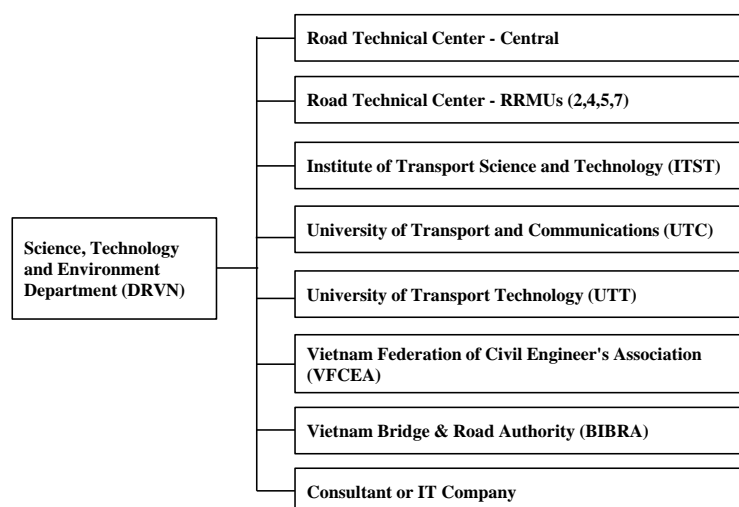 Road Technical Center - Central
Road Technical Center - RRMUs (2,4,5,7)
Institute of Transport Science and Technology (ITST)
University of Transport and Communications (UTC)
Science, Technology
and Environment
Department (DRVN)
University of Transport Technology (UTT)
Vietnam Federation of Civil Engineer's Association
(VFCEA)
Vietnam Bridge & Road Authority (BIBRA)
Consultant or IT Company